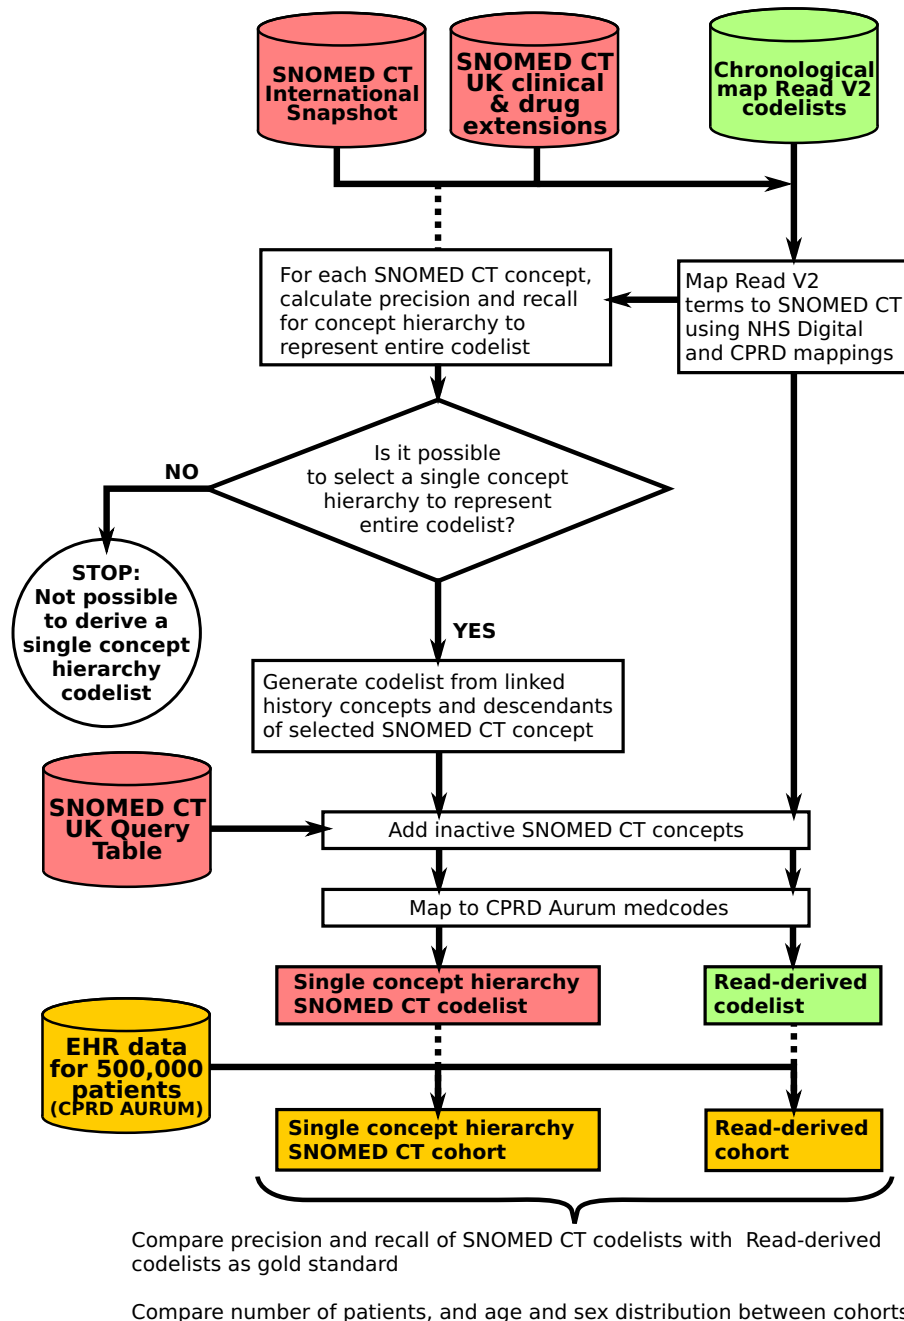 SNOMED CT
International
Snapshot
SNOMED CT
UK clinical
& drug
extensions
Chronological
map Read V2
codelists
For each SNOMED CT concept,
calculate precision and recall
for concept hierarchy to
represent entire codelist
Map Read V2
terms to SNOMED CT
using NHS Digital
and CPRD mappings
Is it possible
to select a single concept
hierarchy to represent
entire codelist?
NO
STOP:
Not possible
to derive a
single concept
hierarchy
codelist
YES
Generate codelist from linked
history concepts and descendants
of selected SNOMED CT concept
SNOMED CT
UK Query
Table
Add inactive SNOMED CT concepts
Map to CPRD Aurum medcodes
Single concept hierarchy
SNOMED CT codelist
Read-derived
codelist
EHR data
for 500,000
patients
(CPRD AURUM)
Single concept hierarchy
SNOMED CT cohort
Read-derived
cohort
Compare precision and recall of SNOMED CT codelists with  Read-derived
codelists as gold standard
Compare number of patients, and age and sex distribution between cohorts